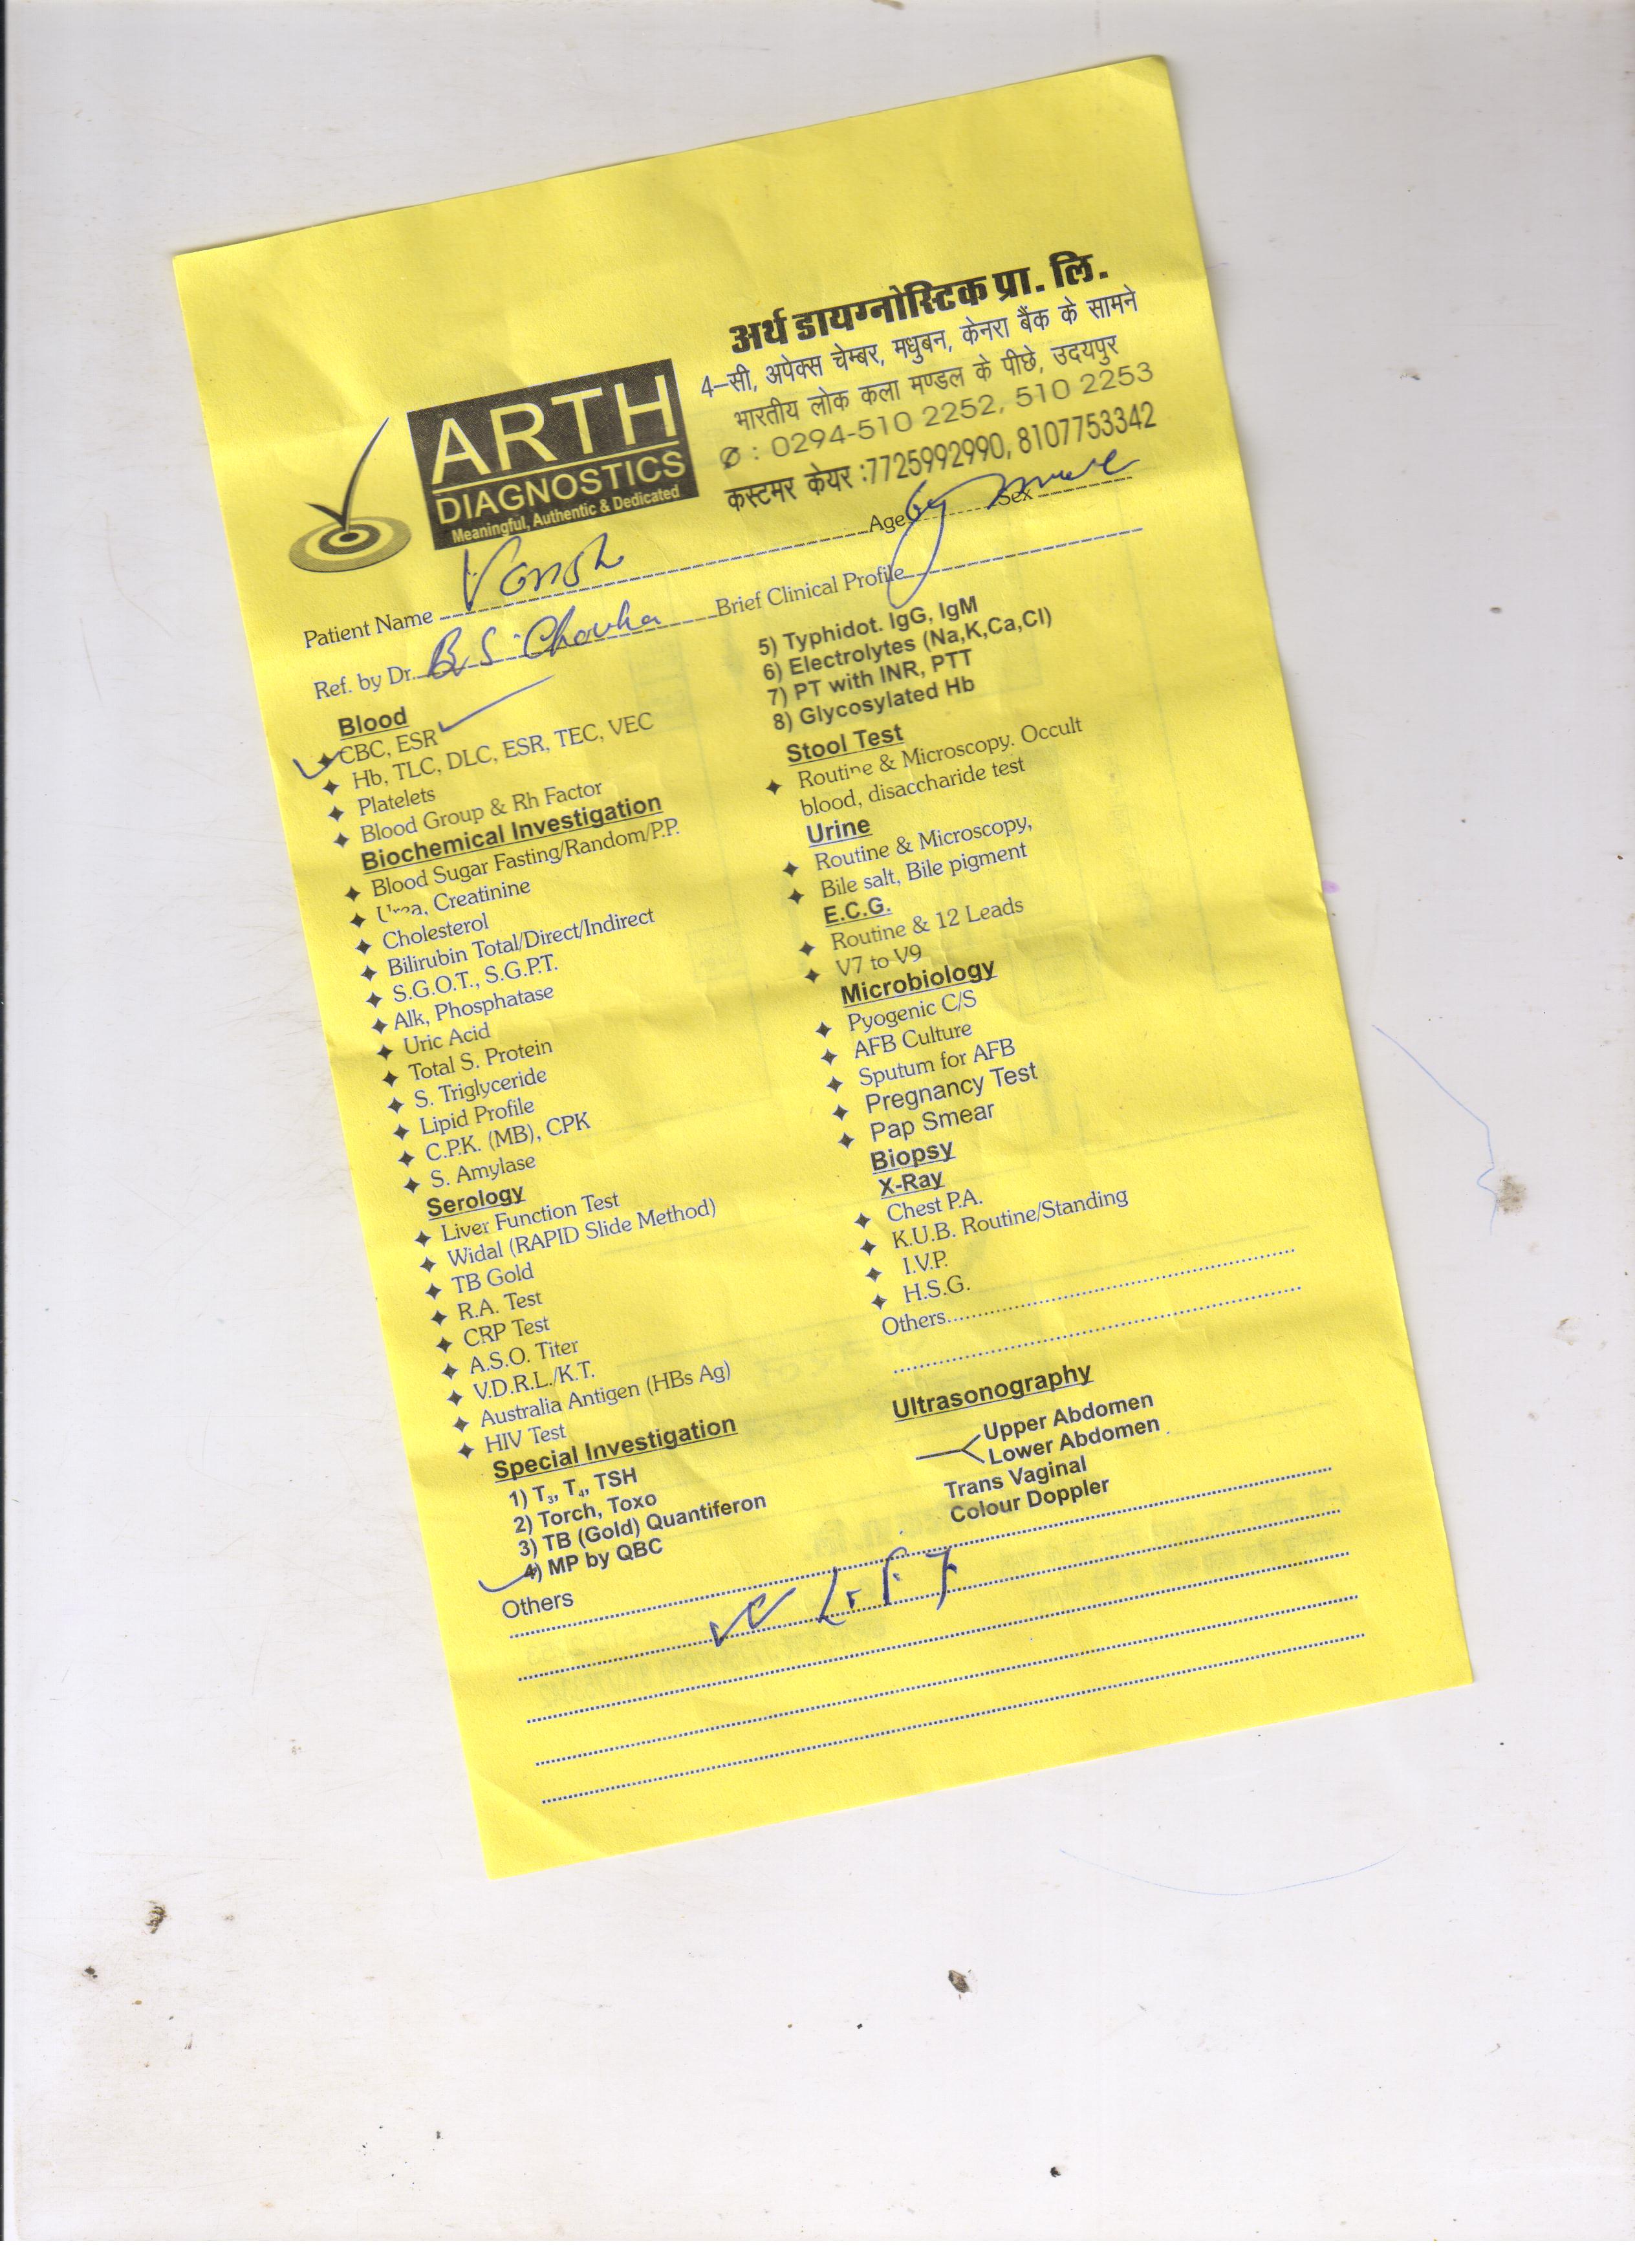 अर्थ डायग्नोस्टिक प्रा. लि.
4-सी, अपेक्स चेम्बर, मधुबन, केनरा बैंक के सामने
भारतीय लोक कला मण्डल के पीछे, उदयपुर
: 0294-510 2252, 510 2253
कस्टमर केयर :7725992990, 8107753342
ARTH
DIAGNOSTICS
Meaningful, Authentic & Dedicated
Patient Name Vansh Age 6y Sex male
Ref. by Dr. B.S. Brief Clinical Profile
Blood
CBC, ESR
Hb, TLC, DLC, ESR, TEC, VEC
Platelets
Blood Group & Rh Factor
Biochemical Investigation
Blood Sugar Fasting/Random/P.P.
Urea, Creatinine
Cholesterol
Bilirubin Total/Direct/Indirect
S.G.O.T., S.G.P.T.
Alk, Phosphatase
Uric Acid
Total S. Protein
S. Triglyceride
Lipid Profile
C.P.K. (MB), CPK
S. Amylase
Serology
Liver Function Test
Widal (RAPID Slide Method)
TB Gold
R.A. Test
CRP Test
A.S.O. Titer
V.D.R.L./K.T.
Australia Antigen (HBs Ag)
HIV Test
Special Investigation
1) T₃, T₄, TSH
2) Torch, Toxo
3) TB (Gold) Quantiferon
4) MP by QBC
Others
5) Typhidot. IgG, IgM
6) Electrolytes (Na,K,Ca,Cl)
7) PT with INR, PTT
8) Glycosylated Hb
Stool Test
Routine & Microscopy. Occult
blood, disaccharide test
Urine
Routine & Microscopy,
Bile salt, Bile pigment
E.C.G.
Routine & 12 Leads
V7 to V9
Microbiology
Pyogenic C/S
AFB Culture
Sputum for AFB
Pregnancy Test
Pap Smear
Biopsy
X-Ray
Chest P.A.
K.U.B. Routine/Standing
I.V.P.
H.S.G.
Others
Ultrasonography
Upper Abdomen
Lower Abdomen
Trans Vaginal
Colour Doppler